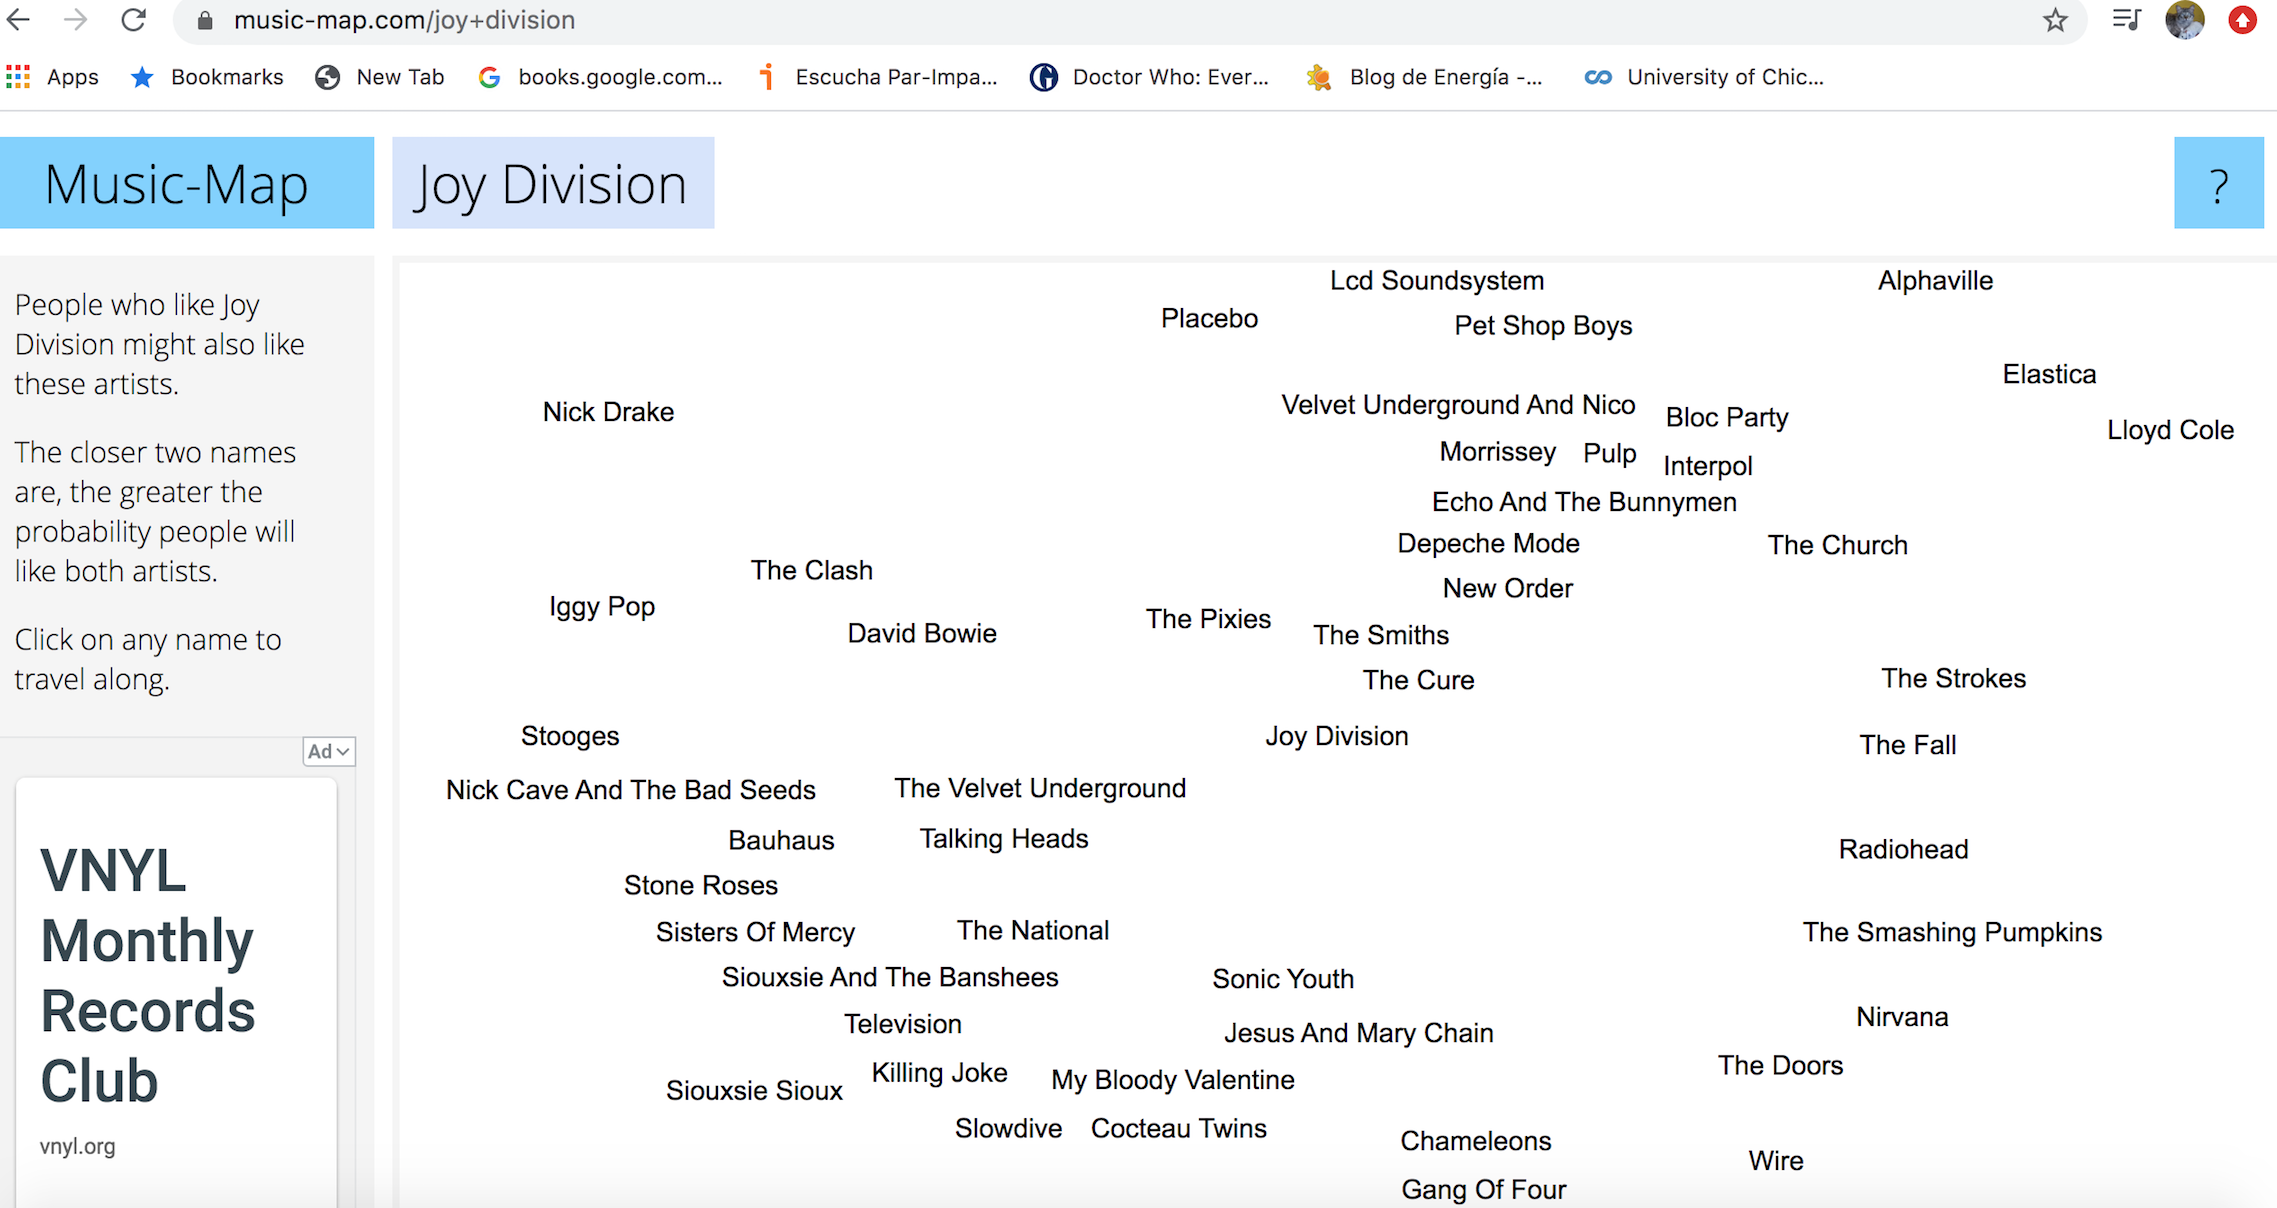 music-map.com/joy+division
Apps Bookmarks New Tab books.google.com... Escucha Par-Impa... Doctor Who: Ever... Blog de Energía -... University of Chic...
Music-Map Joy Division ?
People who like Joy
Division might also like
these artists.
The closer two names
are, the greater the
probability people will
like both artists.
Click on any name to
travel along.
Ad
VNYL
Monthly
Records
Club
vnyl.org
Lcd Soundsystem
Alphaville
Placebo
Pet Shop Boys
Elastica
Nick Drake
Velvet Underground And Nico
Bloc Party
Lloyd Cole
Morrissey
Pulp
Interpol
Echo And The Bunnymen
Depeche Mode
The Church
The Clash
New Order
Iggy Pop
The Pixies
David Bowie
The Smiths
The Cure
The Strokes
Stooges
Joy Division
The Fall
Nick Cave And The Bad Seeds
The Velvet Underground
Bauhaus
Talking Heads
Radiohead
Stone Roses
Sisters Of Mercy
The National
The Smashing Pumpkins
Siouxsie And The Banshees
Sonic Youth
Nirvana
Television
Jesus And Mary Chain
The Doors
Killing Joke
My Bloody Valentine
Siouxsie Sioux
Slowdive
Cocteau Twins
Chameleons
Wire
Gang Of Four